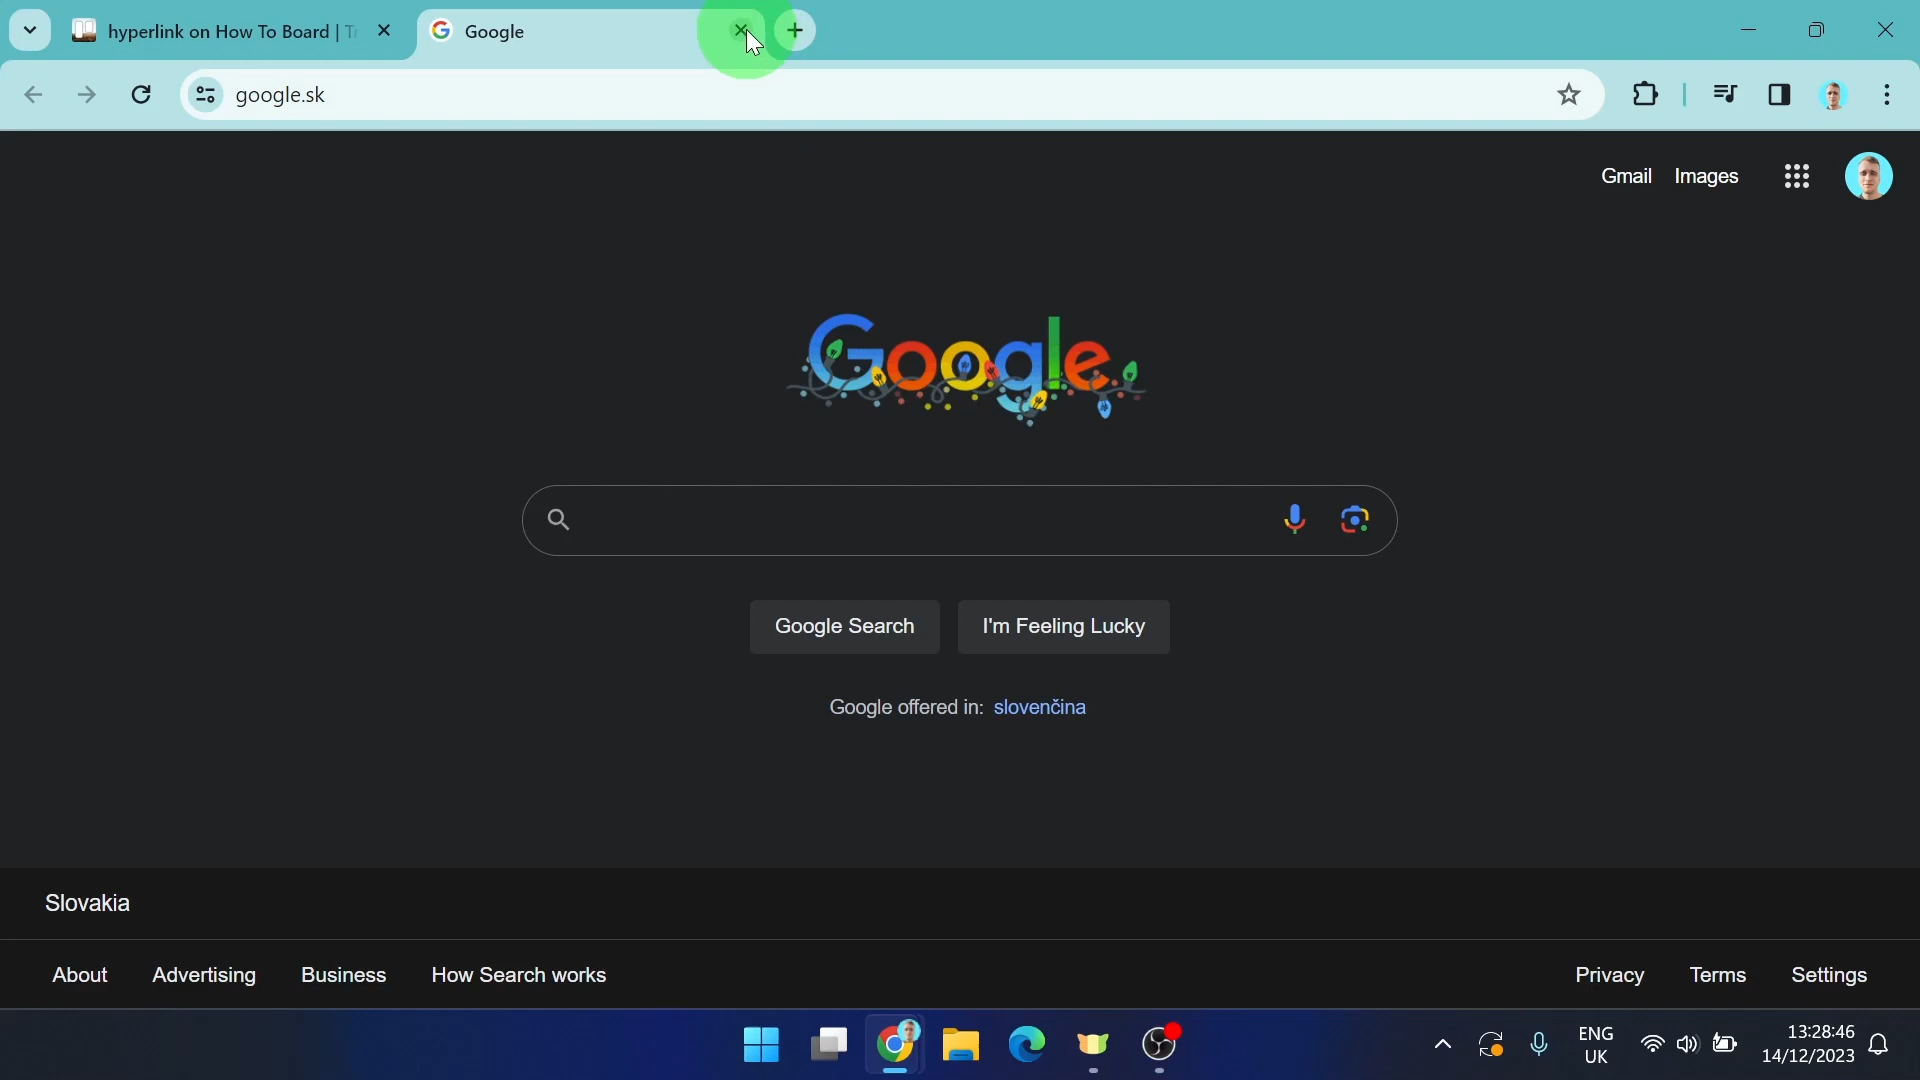 hyperlink on How To Board | Tr
Google
google.sk
Gmail
Images
Google
Google Search
I'm Feeling Lucky
Google offered in: slovenčina
Slovakia
About
Advertising
Business
How Search works
Privacy
Terms
Settings
ENG
UK
13:28:46
14/12/2023